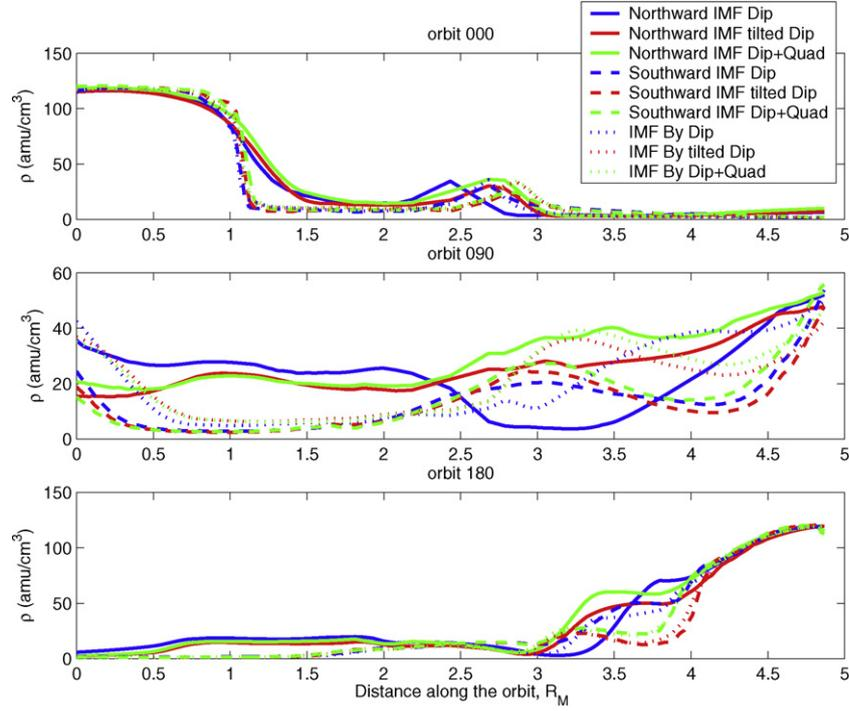 orbit 000
Northward IMF Dip
Northward IMF tilted Dip
Northward IMF Dip+Quad
Southward IMF Dip
Southward IMF tilted Dip
Southward IMF Dip+Quad
IMF By Dip
IMF By tilted Dip
IMF By Dip+Quad
150
100
50
0
ρ (amu/cm3)
0 0.5 1 1.5 2 2.5 3 3.5 4 4.5 5
orbit 090
60
40
20
0
ρ (amu/cm3)
0 0.5 1 1.5 2 2.5 3 3.5 4 4.5 5
orbit 180
150
100
50
0
ρ (amu/cm3)
0 0.5 1 1.5 2 2.5 3 3.5 4 4.5 5
Distance along the orbit, RM